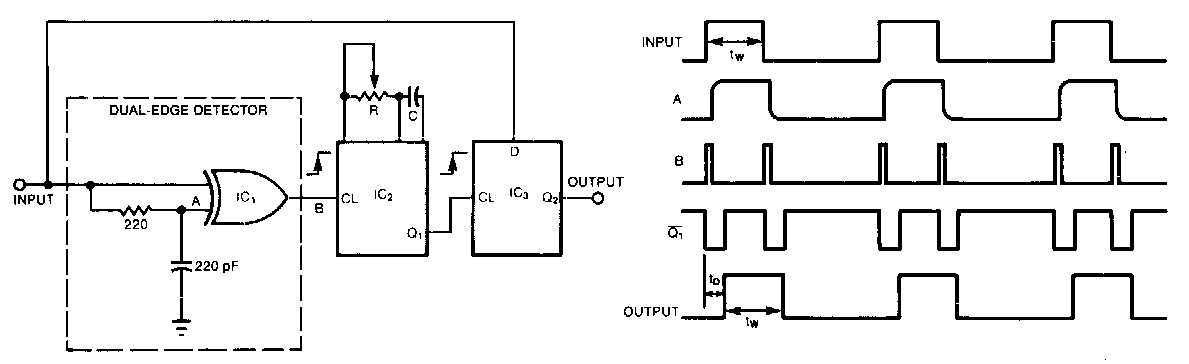 DUAL-EDGE DETECTOR
INPUT
A
IC₁
220
220 pF
B
R
C
CL
IC₂
Q₁
D
CL
IC₃
Q₂
OUTPUT
INPUT
tW
A
B
Q̅₁
tD
OUTPUT
tW